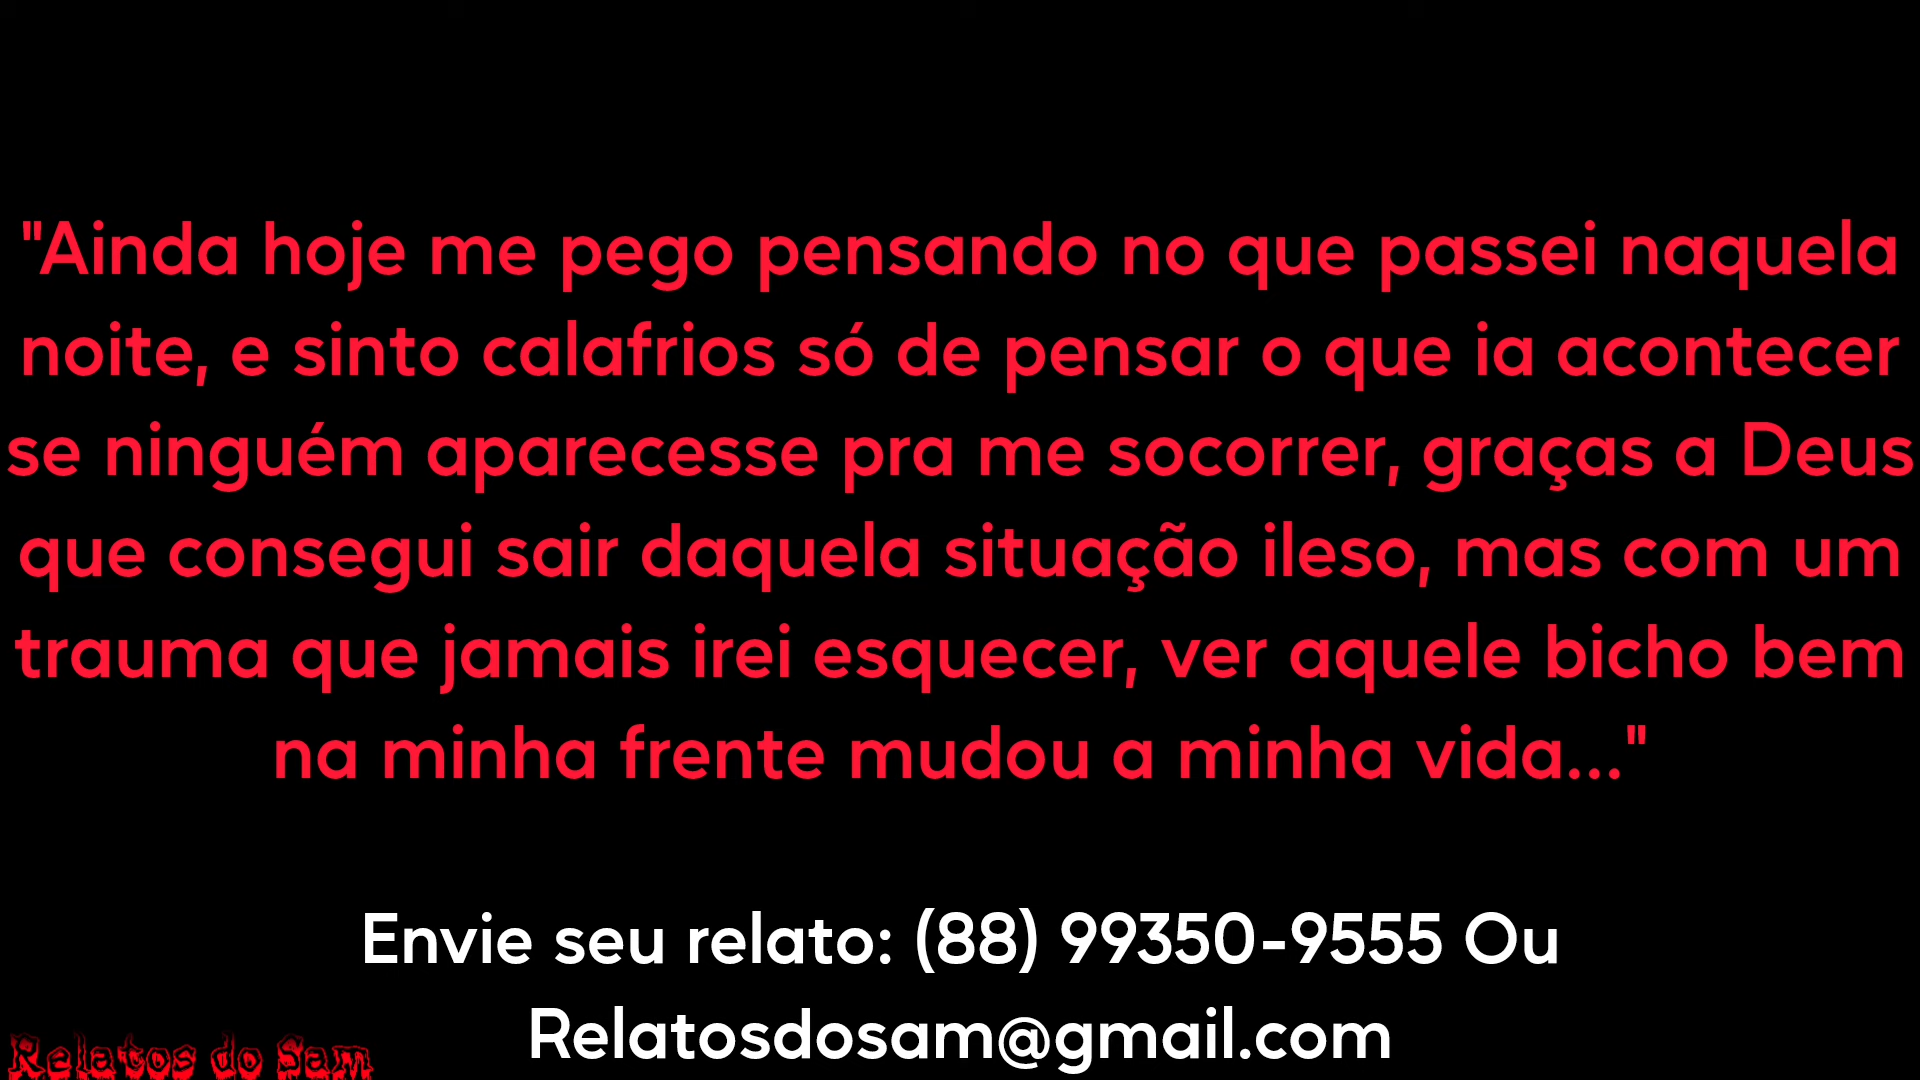 "Ainda hoje me pego pensando no que passei naquela
noite, e sinto calafrios só de pensar o que ia acontecer
se ninguém aparecesse pra me socorrer, graças a Deus
que consegui sair daquela situação ileso, mas com um
trauma que jamais irei esquecer, ver aquele bicho bem
na minha frente mudou a minha vida..."
Envie seu relato: (88) 99350-9555 Ou
Relatosdosam@gmail.com
Relatos do Sam